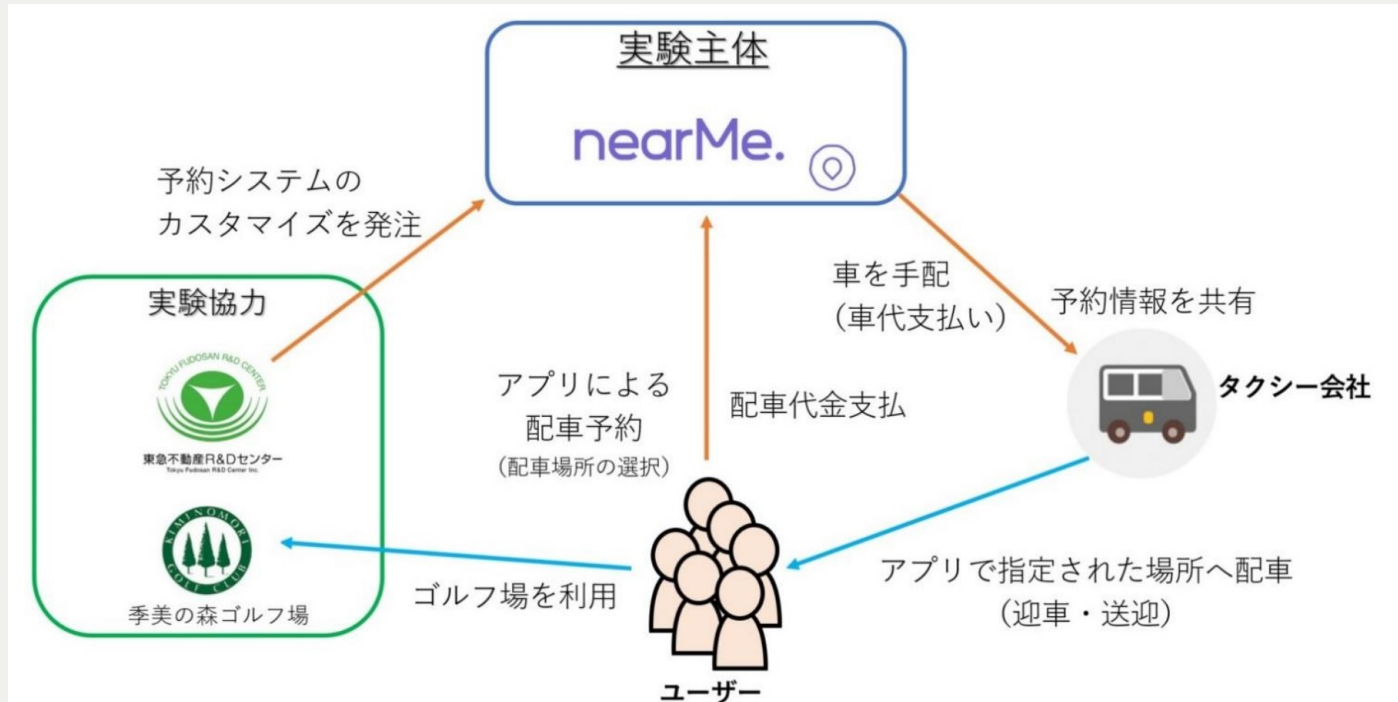 実験主体
nearMe.
予約システムの
カスタマイズを発注
車を手配
（車代支払い）
予約情報を共有
実験協力
TOKYU FUDOSAN R&D CENTER
東急不動産R&Dセンター
Tokyu Fudosan R&D Center Inc.
アプリによる
配車予約
（配車場所の選択）
配車代金支払
タクシー会社
KIMINOMORI
GOLF CLUB
季美の森ゴルフ場
ゴルフ場を利用
アプリで指定された場所へ配車
（迎車・送迎）
ユーザー